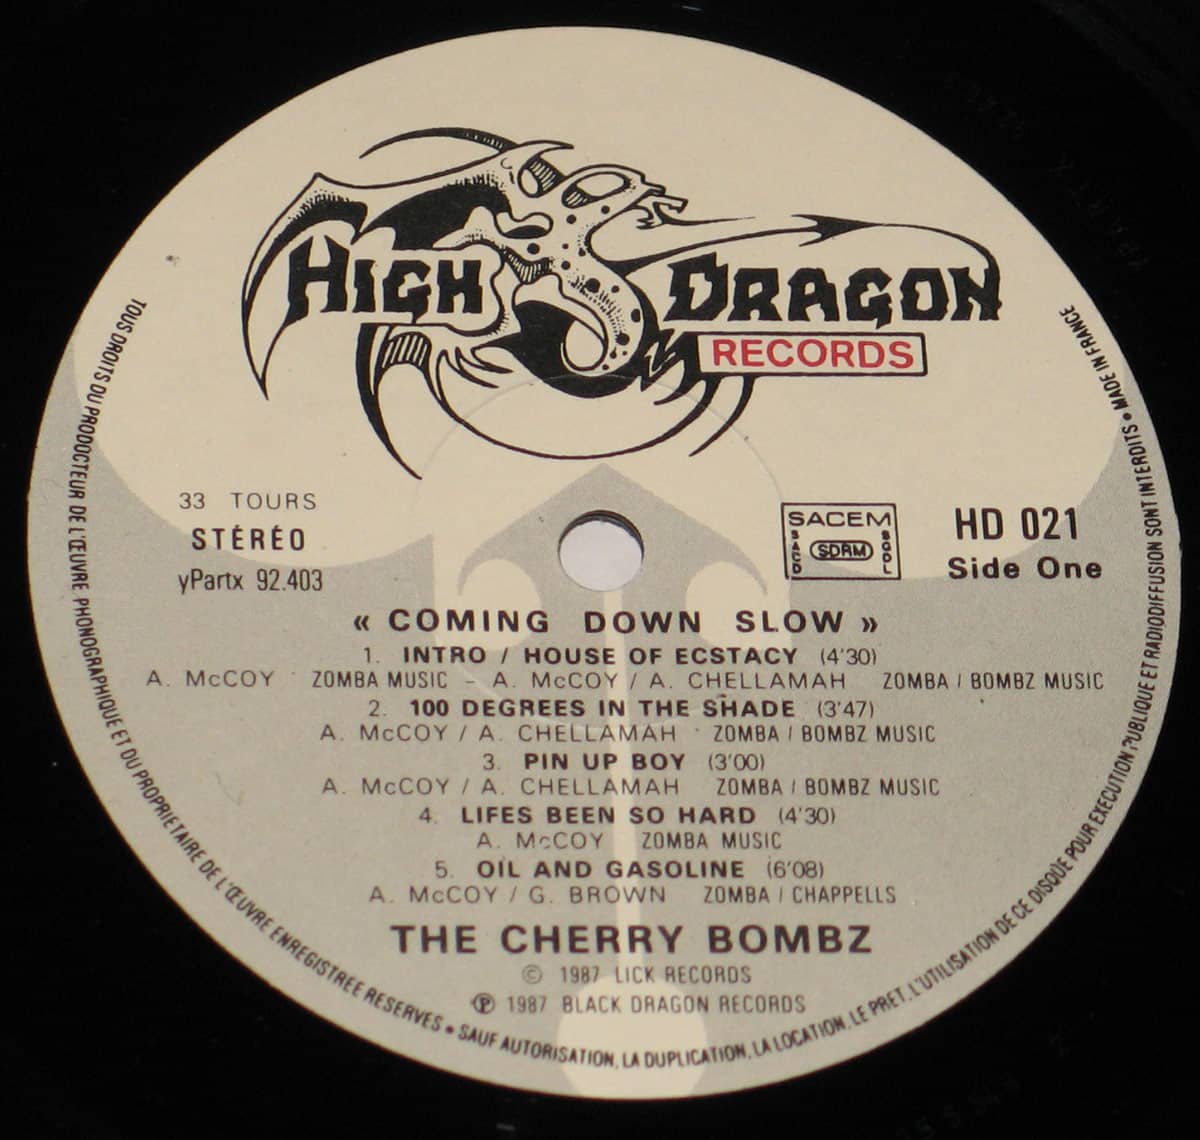 HIGH DRAGON
RECORDS
33 TOURS
STÉRÉO
yPartx 92.403
SACEM
SACD
SDRM
SGDL
HD 021
Side One
« COMING DOWN SLOW »
1. INTRO / HOUSE OF ECSTACY (4'30)
A. McCOY ZOMBA MUSIC – A. McCOY / A. CHELLAMAH ZOMBA / BOMBZ MUSIC
2. 100 DEGREES IN THE SHADE (3'47)
A. McCOY / A. CHELLAMAH ZOMBA / BOMBZ MUSIC
3. PIN UP BOY (3'00)
A. McCOY / A. CHELLAMAH ZOMBA / BOMBZ MUSIC
4. LIFES BEEN SO HARD (4'30)
A. McCOY ZOMBA MUSIC
5. OIL AND GASOLINE (6'08)
A. McCOY / G. BROWN ZOMBA / CHAPPELLS
THE CHERRY BOMBZ
© 1987 LICK RECORDS
℗ 1987 BLACK DRAGON RECORDS
TOUS DROITS DU PRODUCTEUR DE L'ŒUVRE PHONOGRAPHIQUE ET DU PROPRIETAIRE DE L'ŒUVRE ENREGISTREE RESERVES • SAUF AUTORISATION, LA DUPLICATION, LA LOCATION, LE PRET, L'UTILISATION DE CE DISQUE POUR EXECUTION PUBLIQUE ET RADIODIFFUSION SONT INTERDITS • MADE IN FRANCE